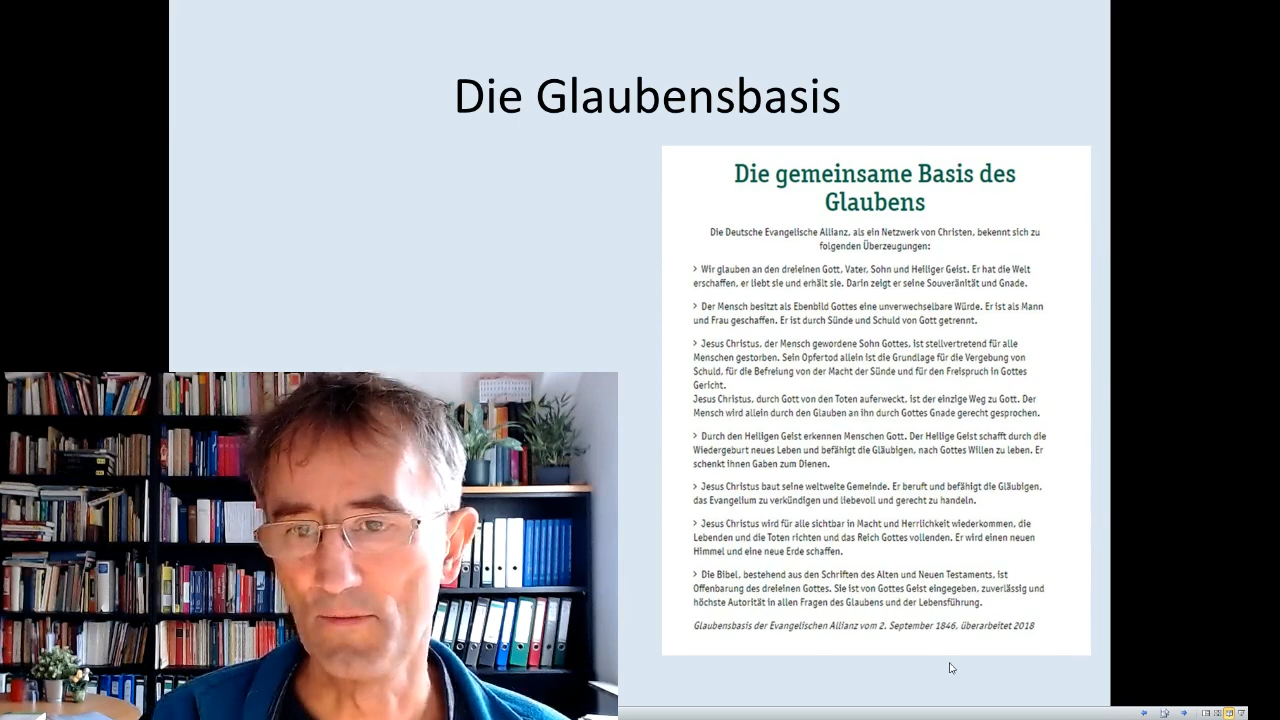 Die Glaubensbasis
Die gemeinsame Basis des
Glaubens
Die Deutsche Evangelische Allianz, als ein Netzwerk von Christen, bekennt sich zu
folgenden Überzeugungen:
> Wir glauben an den dreieinen Gott, Vater, Sohn und Heiliger Geist. Er hat die Welt
erschaffen, er liebt sie und erhält sie. Darin zeigt er seine Souveränität und Gnade.
> Der Mensch besitzt als Ebenbild Gottes eine unverwechselbare Würde. Er ist als Mann
und Frau geschaffen. Er ist durch Sünde und Schuld von Gott getrennt.
> Jesus Christus, der Mensch gewordene Sohn Gottes, ist stellvertretend für alle
Menschen gestorben. Sein Opfertod allein ist die Grundlage für die Vergebung von
Schuld, für die Befreiung von der Macht der Sünde und für den Freispruch in Gottes
Gericht.
Jesus Christus, durch Gott von den Toten auferweckt, ist der einzige Weg zu Gott. Der
Mensch wird allein durch den Glauben an ihn durch Gottes Gnade gerecht gesprochen.
> Durch den Heiligen Geist erkennen Menschen Gott. Der Heilige Geist schafft durch die
Wiedergeburt neues Leben und befähigt die Gläubigen, nach Gottes Willen zu leben. Er
schenkt ihnen Gaben zum Dienen.
> Jesus Christus baut seine weltweite Gemeinde. Er beruft und befähigt die Gläubigen,
das Evangelium zu verkündigen und liebevoll und gerecht zu handeln.
> Jesus Christus wird für alle sichtbar in Macht und Herrlichkeit wiederkommen, die
Lebenden und die Toten richten und das Reich Gottes vollenden. Er wird einen neuen
Himmel und eine neue Erde schaffen.
> Die Bibel, bestehend aus den Schriften des Alten und Neuen Testaments, ist
Offenbarung des dreieinen Gottes. Sie ist von Gottes Geist eingegeben, zuverlässig und
höchste Autorität in allen Fragen des Glaubens und der Lebensführung.
Glaubensbasis der Evangelischen Allianz vom 2. September 1846, überarbeitet 2018